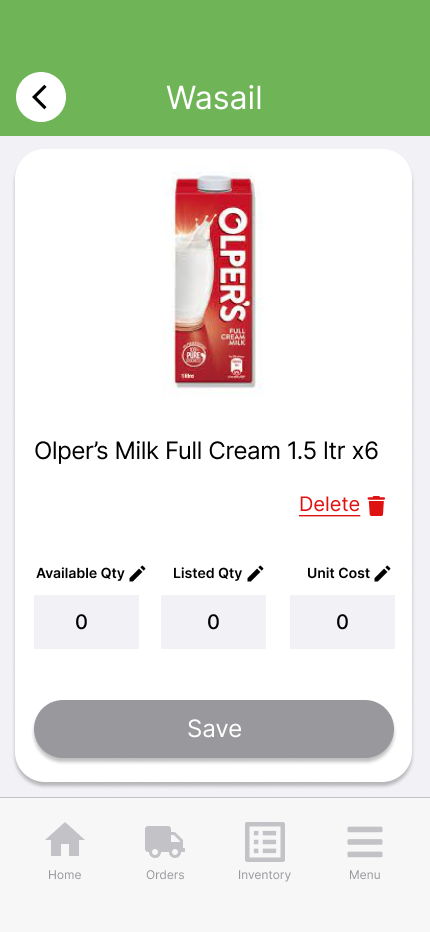 Wasail
OLPER'S
FULL
CREAM
MILK
PURE
Olper's Milk Full Cream 1.5 ltr x6
Delete
Available Qty Listed Qty Unit Cost
0 0 0
Save
Home Orders Inventory Menu